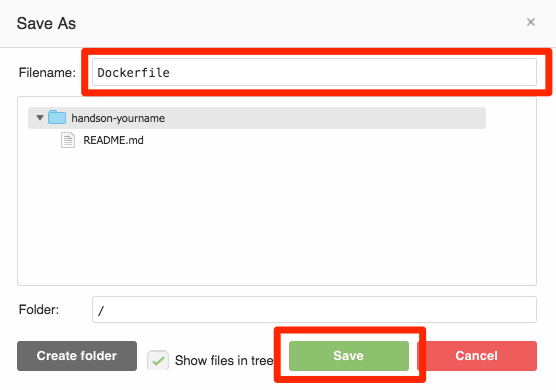 Save As
×
Filename: Dockerfile
handson-yourname
README.md
Folder: /
Create folder Show files in tree Save Cancel